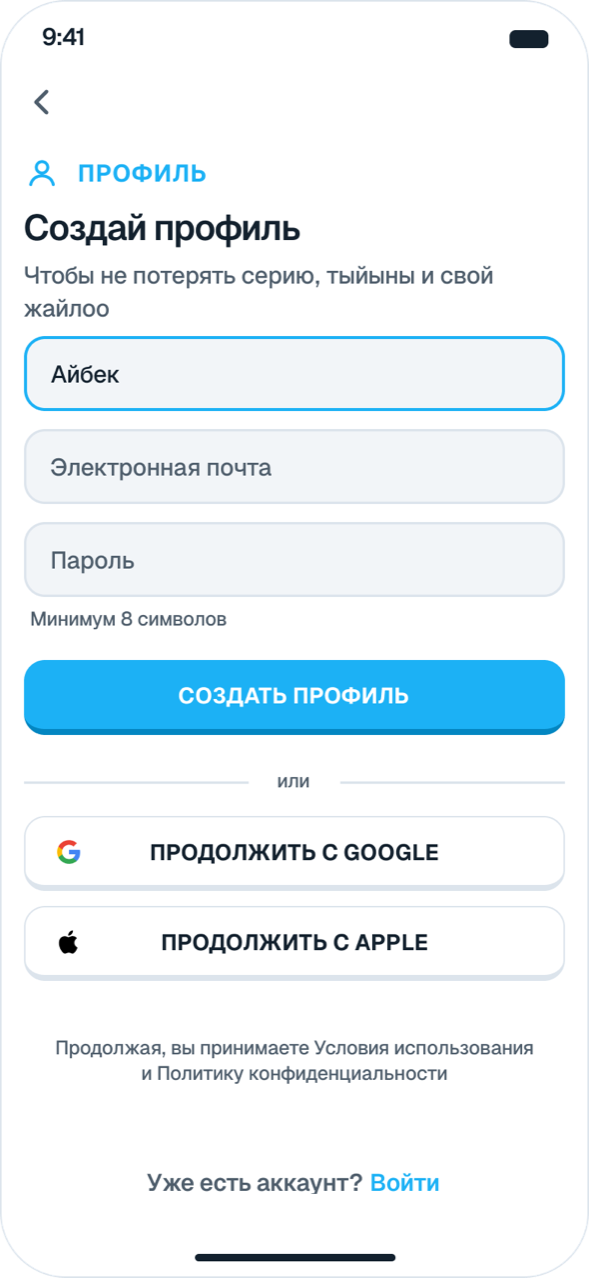 9:41
ПРОФИЛЬ
Создай профиль
Чтобы не потерять серию, тыйыны и свой
жайлоо
Айбек
Электронная почта
Пароль
Минимум 8 символов
СОЗДАТЬ ПРОФИЛЬ
или
ПРОДОЛЖИТЬ С GOOGLE
ПРОДОЛЖИТЬ С APPLE
Продолжая, вы принимаете Условия использования
и Политику конфиденциальности
Уже есть аккаунт? Войти